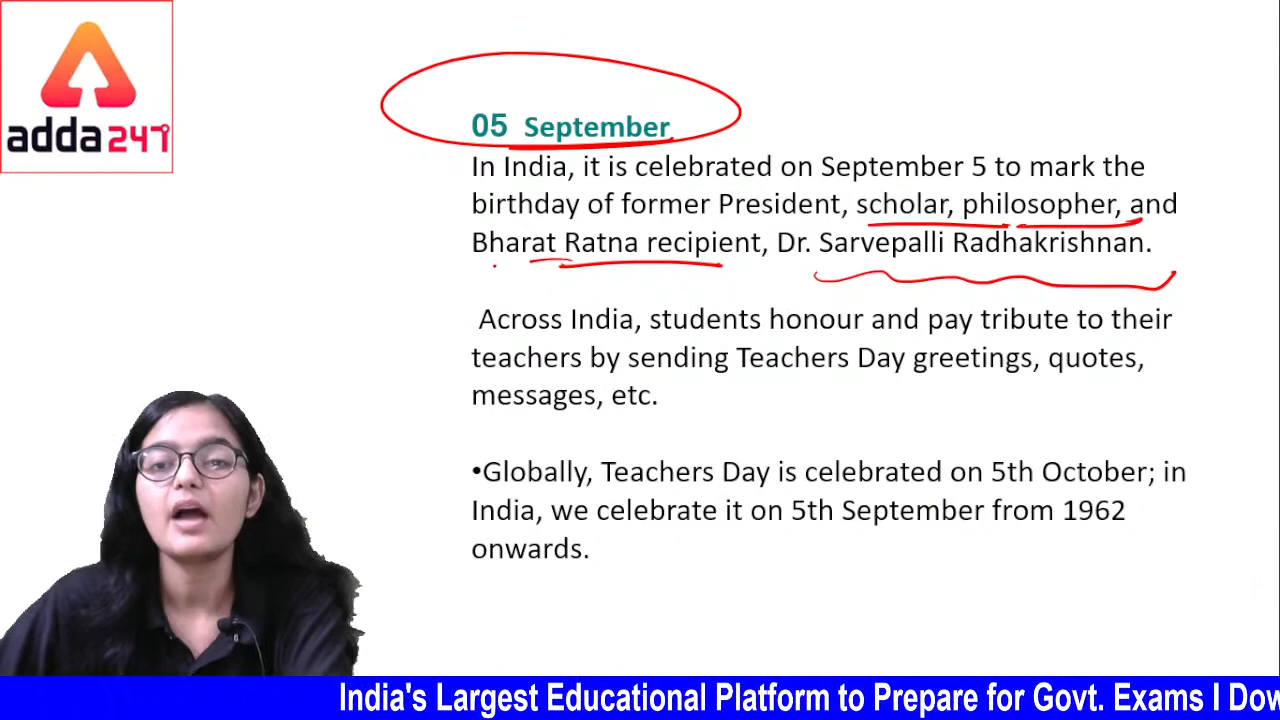 adda247
05 September
In India, it is celebrated on September 5 to mark the
birthday of former President, scholar, philosopher, and
Bharat Ratna recipient, Dr. Sarvepalli Radhakrishnan.
Across India, students honour and pay tribute to their
teachers by sending Teachers Day greetings, quotes,
messages, etc.
•Globally, Teachers Day is celebrated on 5th October; in
India, we celebrate it on 5th September from 1962
onwards.
India's Largest Educational Platform to Prepare for Govt. Exams I Dow